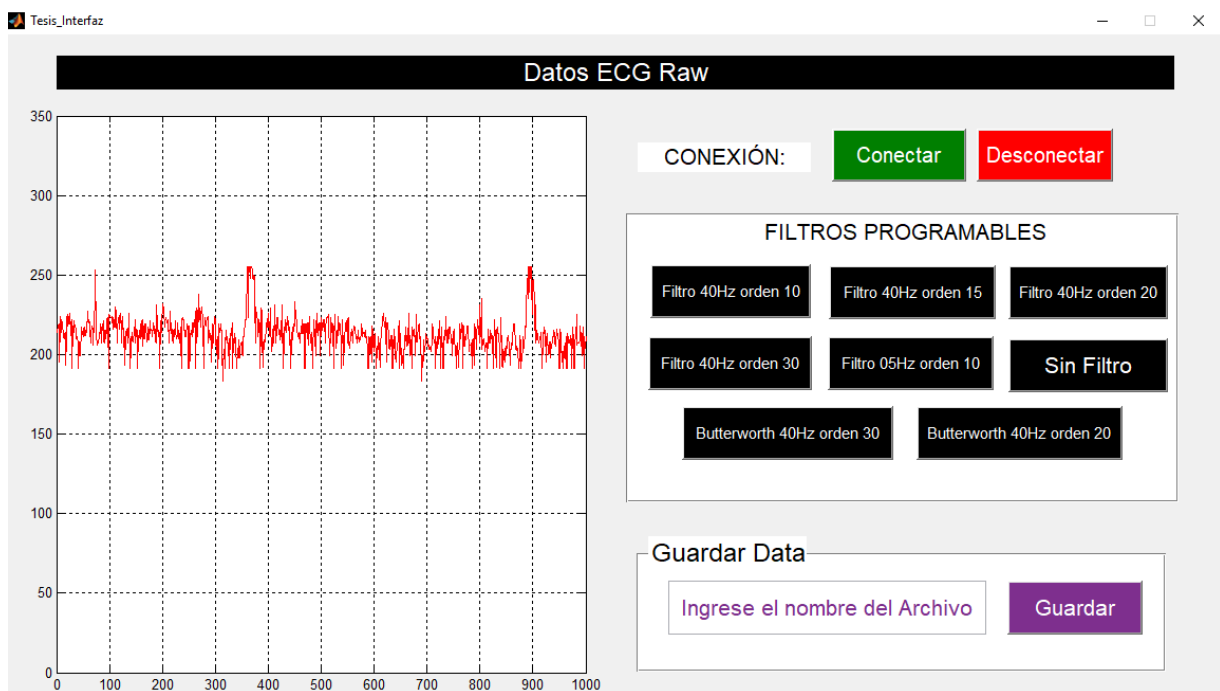 Tesis_Interfaz
Datos ECG Raw
350
300
250
200
150
100
50
0
0 100 200 300 400 500 600 700 800 900 1000
CONEXIÓN: Conectar Desconectar
FILTROS PROGRAMABLES
Filtro 40Hz orden 10 Filtro 40Hz orden 15 Filtro 40Hz orden 20
Filtro 40Hz orden 30 Filtro 05Hz orden 10 Sin Filtro
Butterworth 40Hz orden 30 Butterworth 40Hz orden 20
Guardar Data
Ingrese el nombre del Archivo Guardar